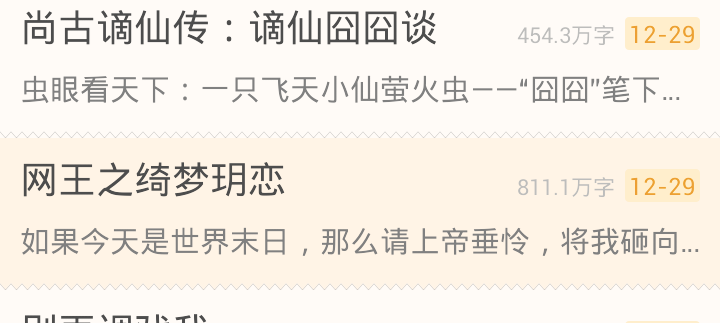 尚古谪仙传：谪仙囧囧谈
454.3万字 12-29
虫眼看天下：一只飞天小仙萤火虫——“囧囧”笔下...
网王之绮梦玥恋
811.1万字 12-29
如果今天是世界末日，那么请上帝垂怜，将我砸向...